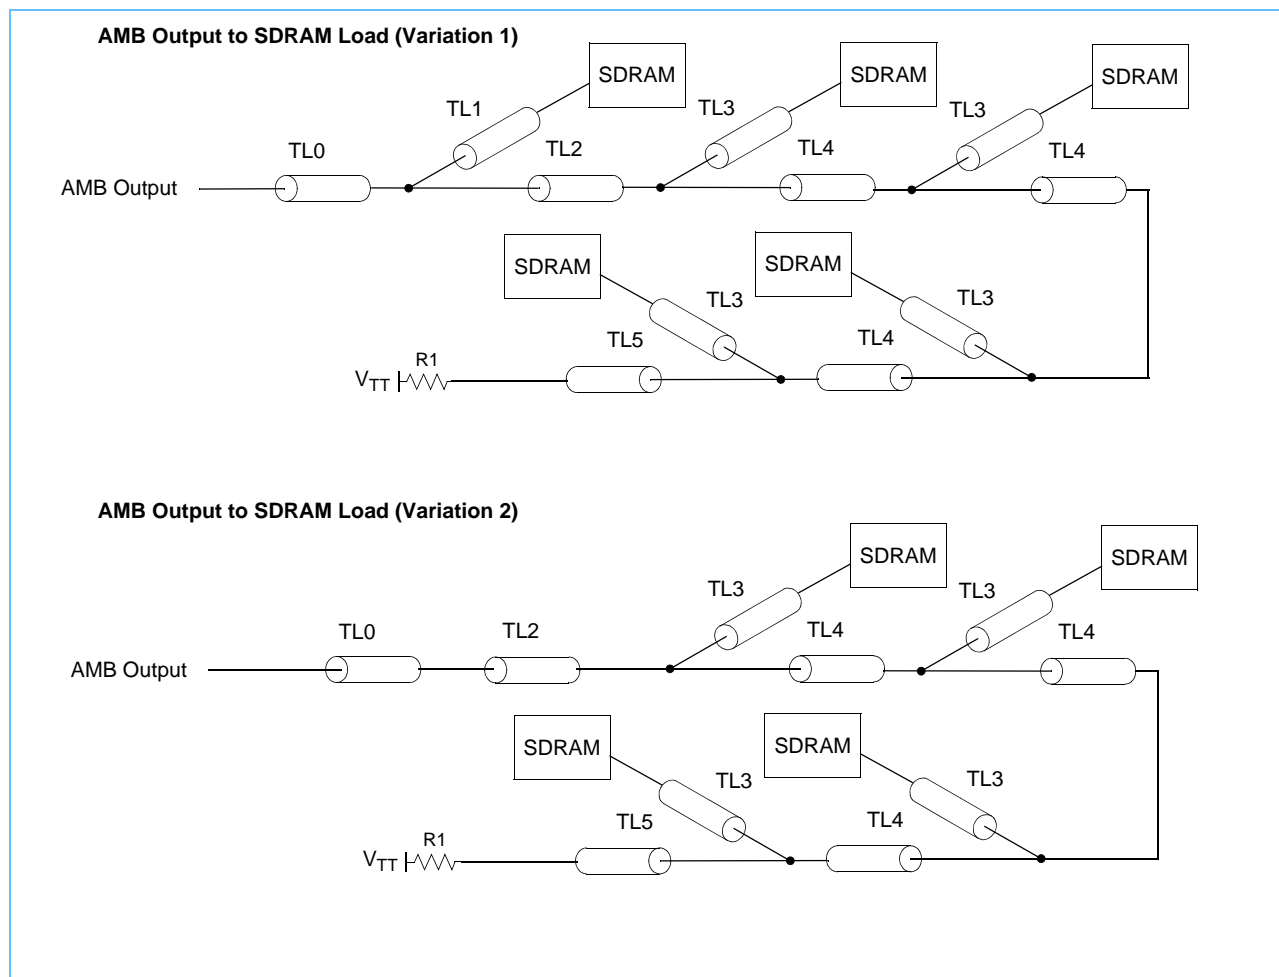 AMB Output to SDRAM Load (Variation 1)
SDRAM SDRAM SDRAM
TL1 TL3 TL3
TL0 TL2 TL4 TL4
AMB Output
SDRAM SDRAM
TL3 TL3
TL5 TL4
R1
VTT
AMB Output to SDRAM Load (Variation 2)
SDRAM SDRAM
TL3 TL3
TL0 TL2 TL4 TL4
AMB Output
SDRAM SDRAM
TL3 TL3
TL5 TL4
R1
VTT